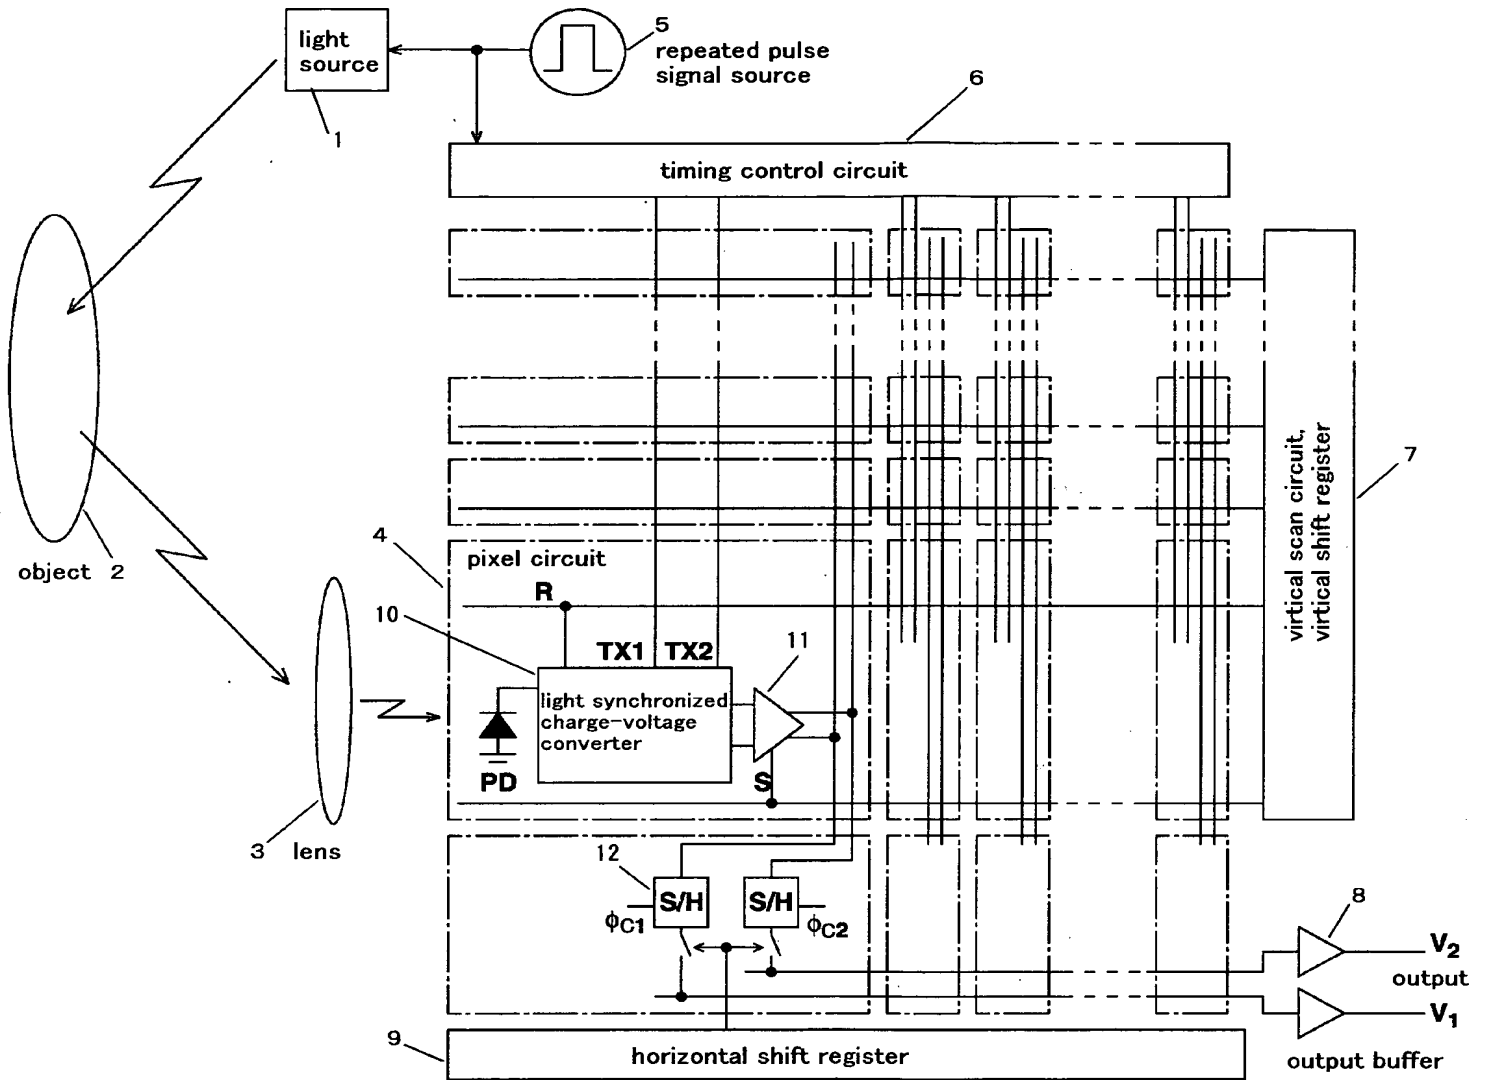 light
source
1
5
repeated pulse
signal source
6
timing control circuit
virtical scan circuit,
virtical shift register
7
object 2
4
pixel circuit
R
10
TX1 TX2
11
light synchronized
charge-voltage
converter
PD
S
3 lens
12
S/H
S/H
ϕC1
ϕC2
8
V2
output
V1
output buffer
9
horizontal shift register